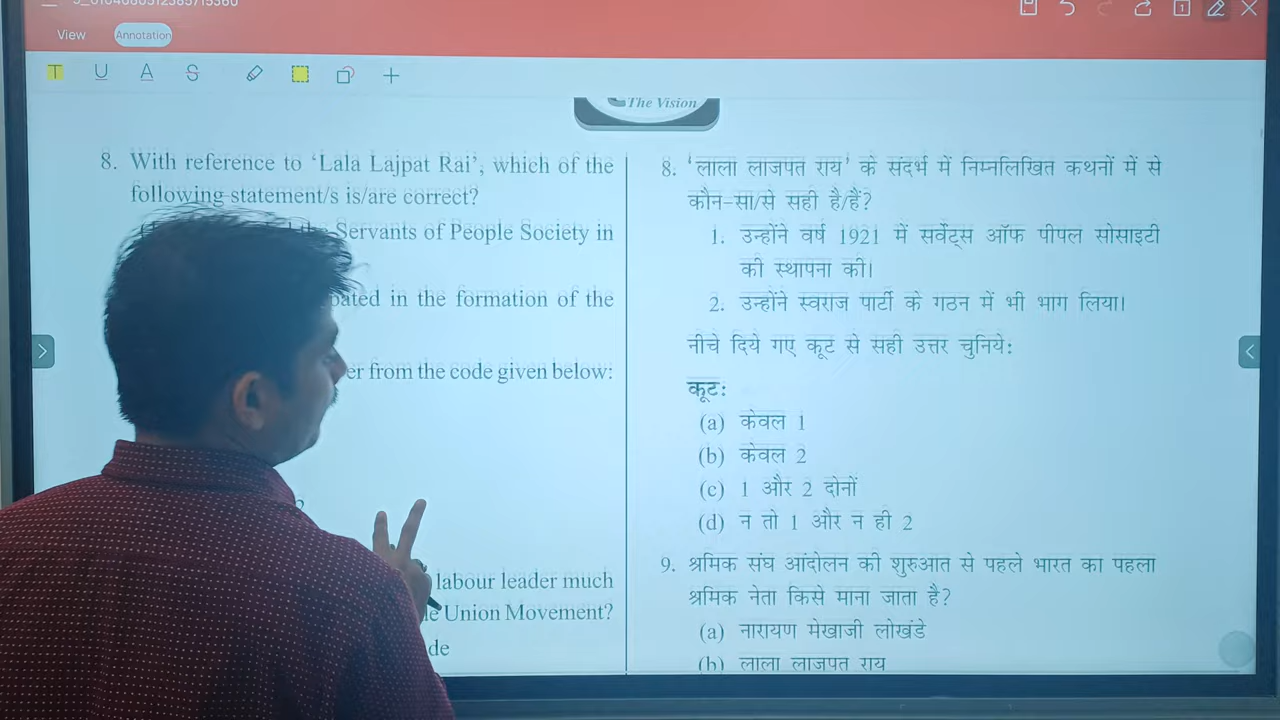 View
Annotation
The Vision
8. With reference to ‘Lala Lajpat Rai’, which of the
following statement/s is/are correct?
Servants of People Society in
in the formation of the
from the code given below:
labour leader much
Union Movement?
8. ‘लाला लाजपत राय’ के संदर्भ में निम्नलिखित कथनों में से
कौन-सा/से सही है/हैं?
1. उन्होंने वर्ष 1921 में सर्वेंट्स ऑफ पीपल सोसाइटी
की स्थापना की।
2. उन्होंने स्वराज पार्टी के गठन में भी भाग लिया।
नीचे दिये गए कूट से सही उत्तर चुनिये:
कूट:
(a) केवल 1
(b) केवल 2
(c) 1 और 2 दोनों
(d) न तो 1 और न ही 2
9. श्रमिक संघ आंदोलन की शुरुआत से पहले भारत का पहला
श्रमिक नेता किसे माना जाता है?
(a) नारायण मेखाजी लोखंडे
(b) लाला लाजपत राय